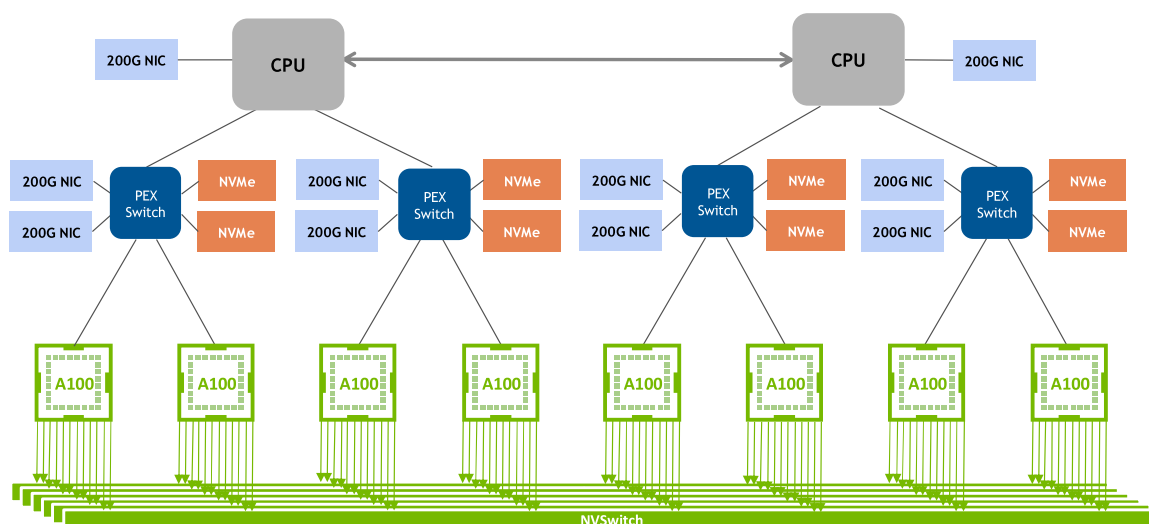 200G NIC
CPU
CPU
200G NIC
200G NIC
NVMe
200G NIC
NVMe
200G NIC
NVMe
200G NIC
NVMe
PEX
Switch
PEX
Switch
PEX
Switch
PEX
Switch
200G NIC
NVMe
200G NIC
NVMe
200G NIC
NVMe
200G NIC
NVMe
A100
A100
A100
A100
A100
A100
A100
A100
NVSwitch